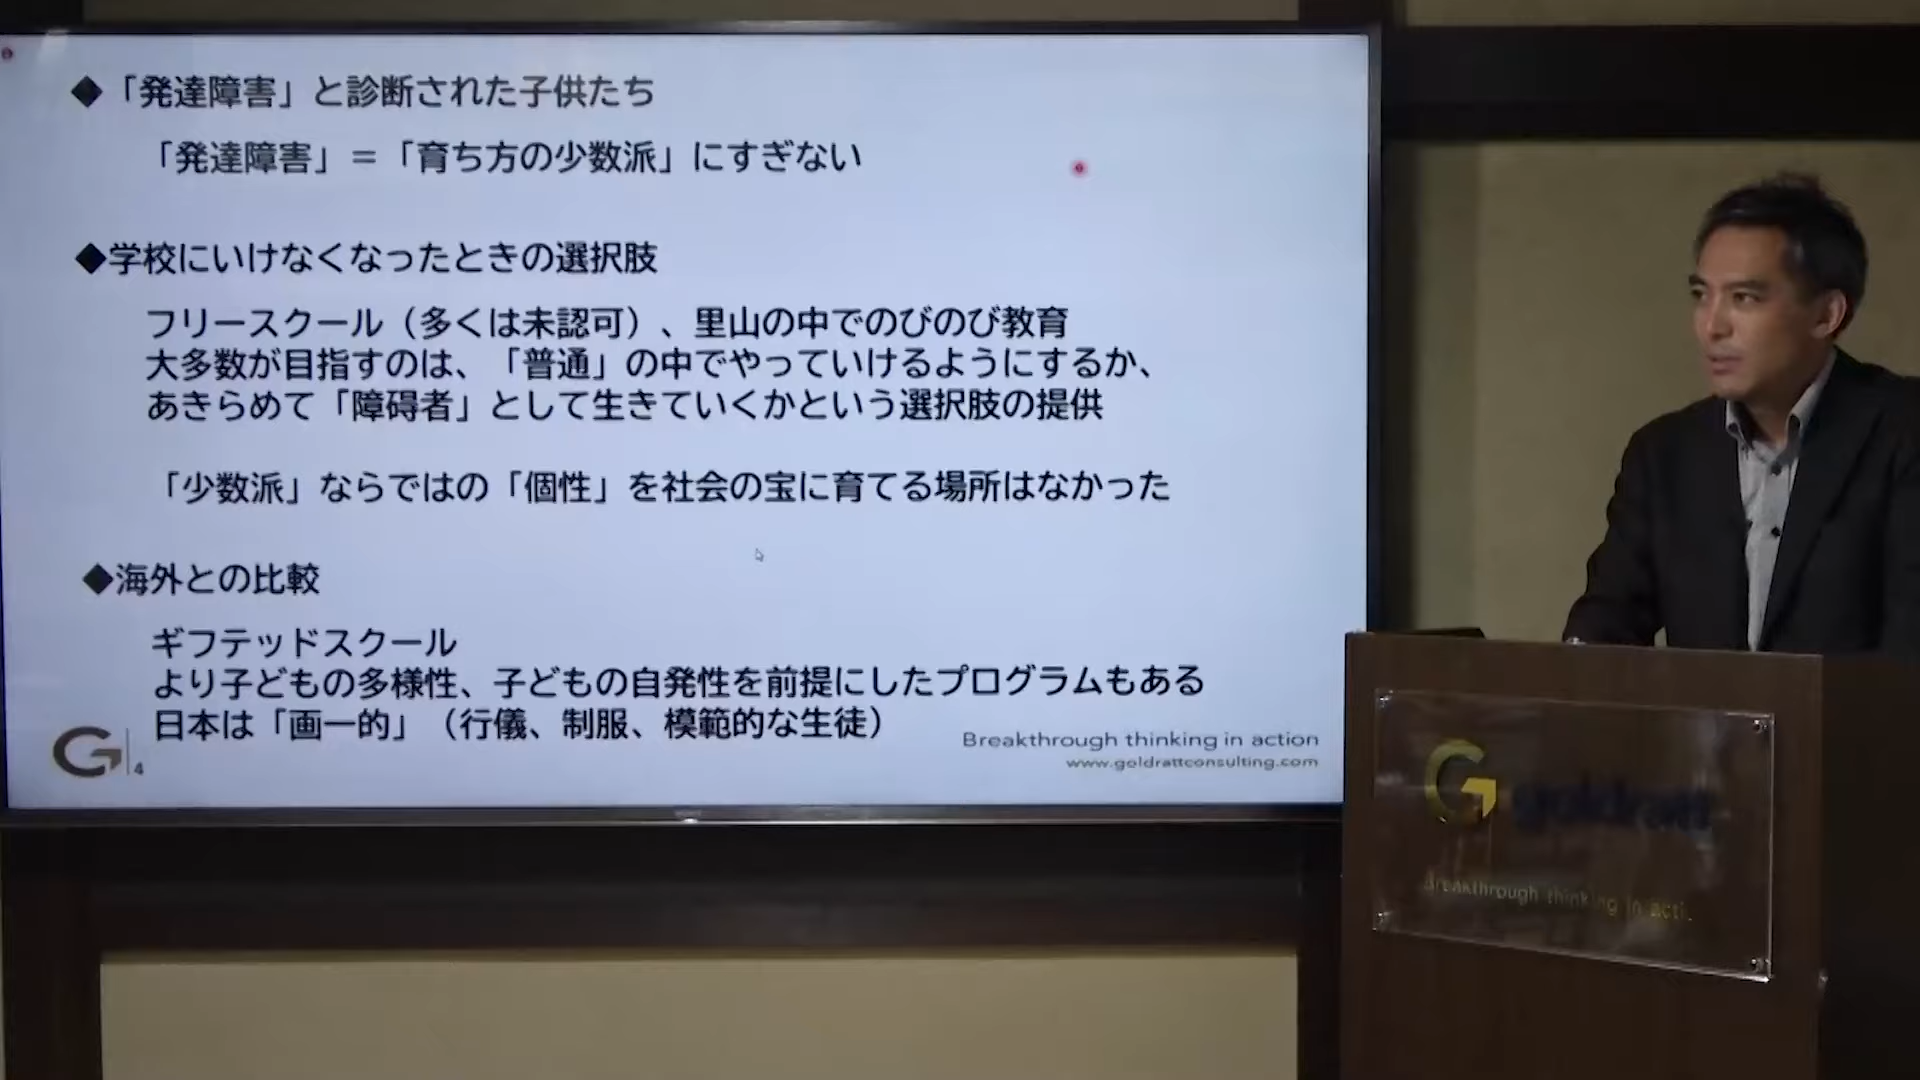 ◆「発達障害」と診断された子供たち
「発達障害」＝「育ち方の少数派」にすぎない
◆学校にいけなくなったときの選択肢
フリースクール（多くは未認可）、里山の中でのびのび教育
大多数が目指すのは、「普通」の中でやっていけるようにするか、
あきらめて「障碍者」として生きていくかという選択肢の提供
「少数派」ならではの「個性」を社会の宝に育てる場所はなかった
◆海外との比較
ギフテッドスクール
より子どもの多様性、子どもの自発性を前提にしたプログラムもある
日本は「画一的」（行儀、制服、模範的な生徒）
G 4
Breakthrough thinking in action
www.goldrattconsulting.com
G goldratt
Breakthrough thinking in acti